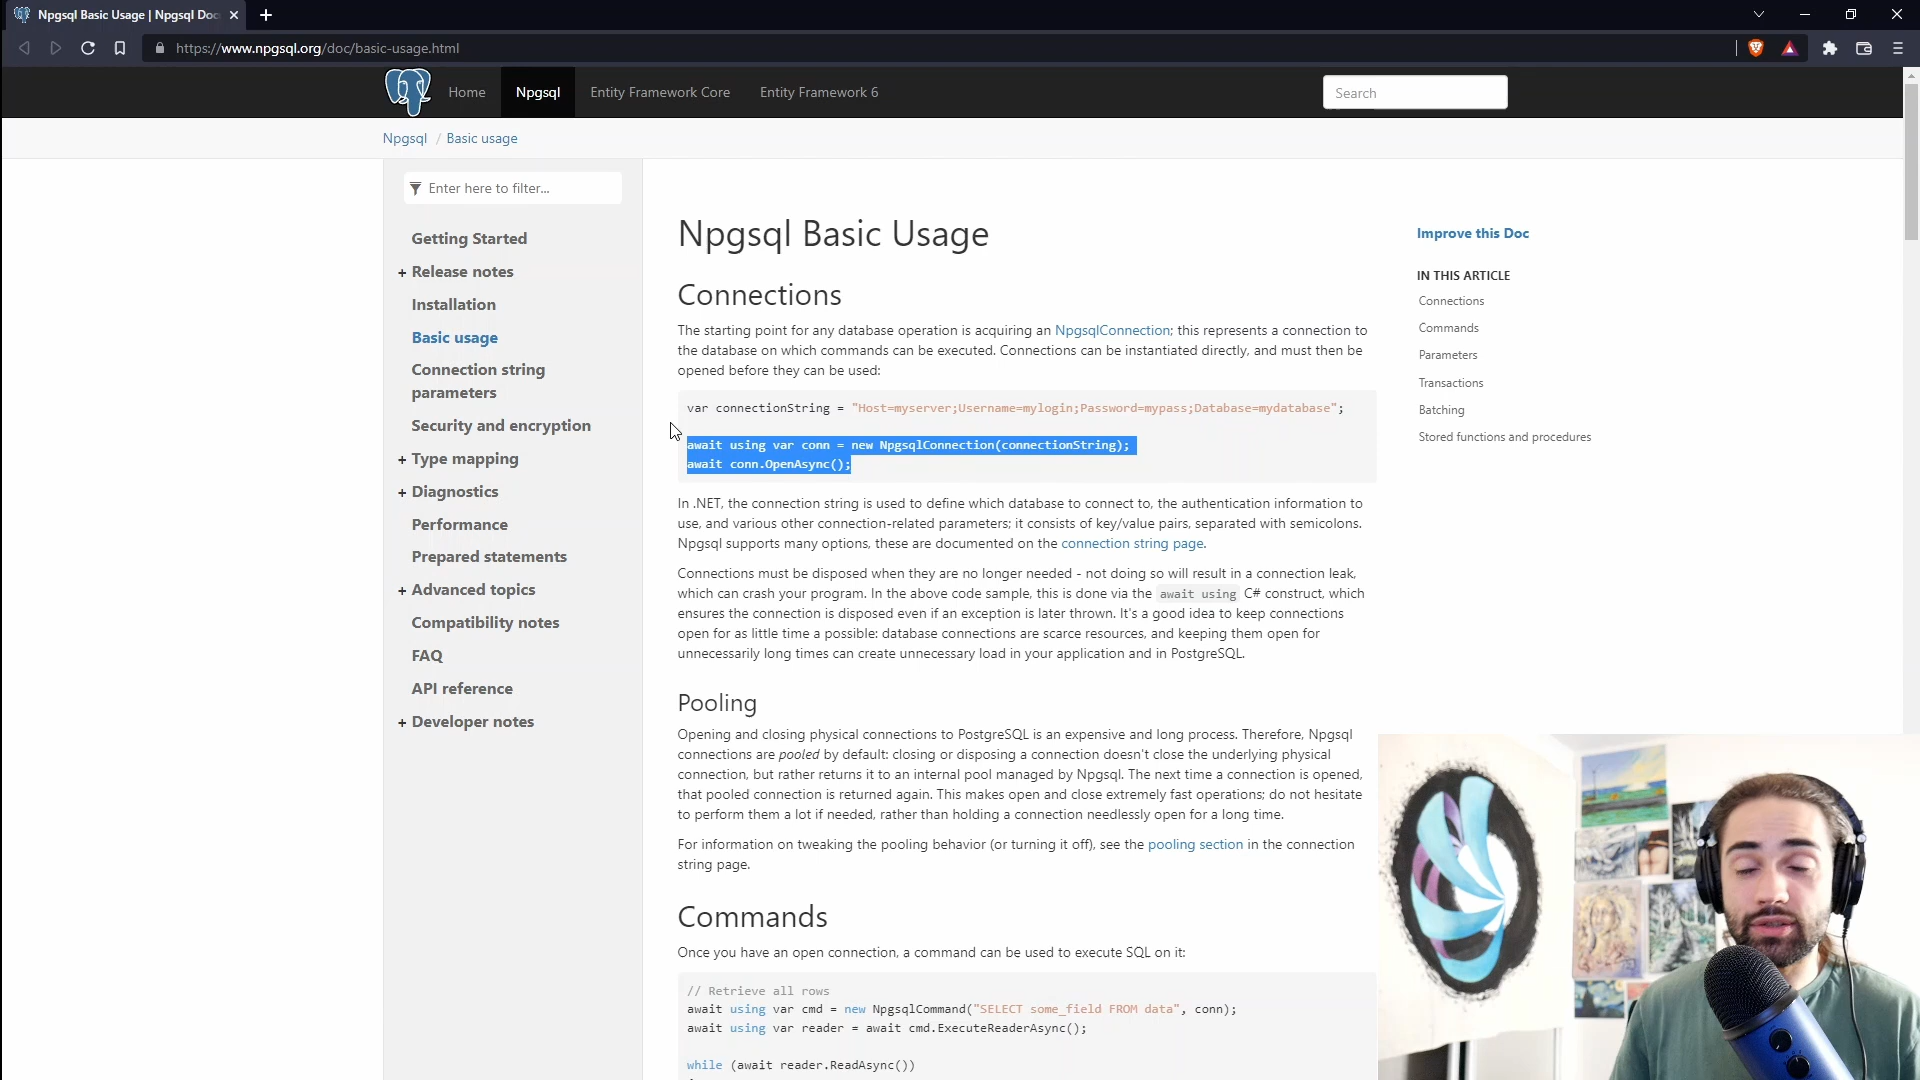 Npgsql Basic Usage | Npgsql Doc
https://www.npgsql.org/doc/basic-usage.html
Home
Npgsql
Entity Framework Core
Entity Framework 6
Search
Npgsql / Basic usage
Enter here to filter...
Getting Started
+ Release notes
Installation
Basic usage
Connection string
parameters
Security and encryption
+ Type mapping
+ Diagnostics
Performance
Prepared statements
+ Advanced topics
Compatibility notes
FAQ
API reference
+ Developer notes
Npgsql Basic Usage
Connections
The starting point for any database operation is acquiring an NpgsqlConnection; this represents a connection to
the database on which commands can be executed. Connections can be instantiated directly, and must then be
opened before they can be used:
var connectionString = "Host=myserver;Username=mylogin;Password=mypass;Database=mydatabase";
await using var conn = new NpgsqlConnection(connectionString);
await conn.OpenAsync();
In .NET, the connection string is used to define which database to connect to, the authentication information to
use, and various other connection-related parameters; it consists of key/value pairs, separated with semicolons.
Npgsql supports many options, these are documented on the connection string page.
Connections must be disposed when they are no longer needed - not doing so will result in a connection leak,
which can crash your program. In the above code sample, this is done via the await using C# construct, which
ensures the connection is disposed even if an exception is later thrown. It's a good idea to keep connections
open for as little time a possible: database connections are scarce resources, and keeping them open for
unnecessarily long times can create unnecessary load in your application and in PostgreSQL.
Pooling
Opening and closing physical connections to PostgreSQL is an expensive and long process. Therefore, Npgsql
connections are pooled by default: closing or disposing a connection doesn't close the underlying physical
connection, but rather returns it to an internal pool managed by Npgsql. The next time a connection is opened,
that pooled connection is returned again. This makes open and close extremely fast operations; do not hesitate
to perform them a lot if needed, rather than holding a connection needlessly open for a long time.
For information on tweaking the pooling behavior (or turning it off), see the pooling section in the connection
string page.
Commands
Once you have an open connection, a command can be used to execute SQL on it:
// Retrieve all rows
await using var cmd = new NpgsqlCommand("SELECT some_field FROM data", conn);
await using var reader = await cmd.ExecuteReaderAsync();
while (await reader.ReadAsync())
Improve this Doc
IN THIS ARTICLE
Connections
Commands
Parameters
Transactions
Batching
Stored functions and procedures